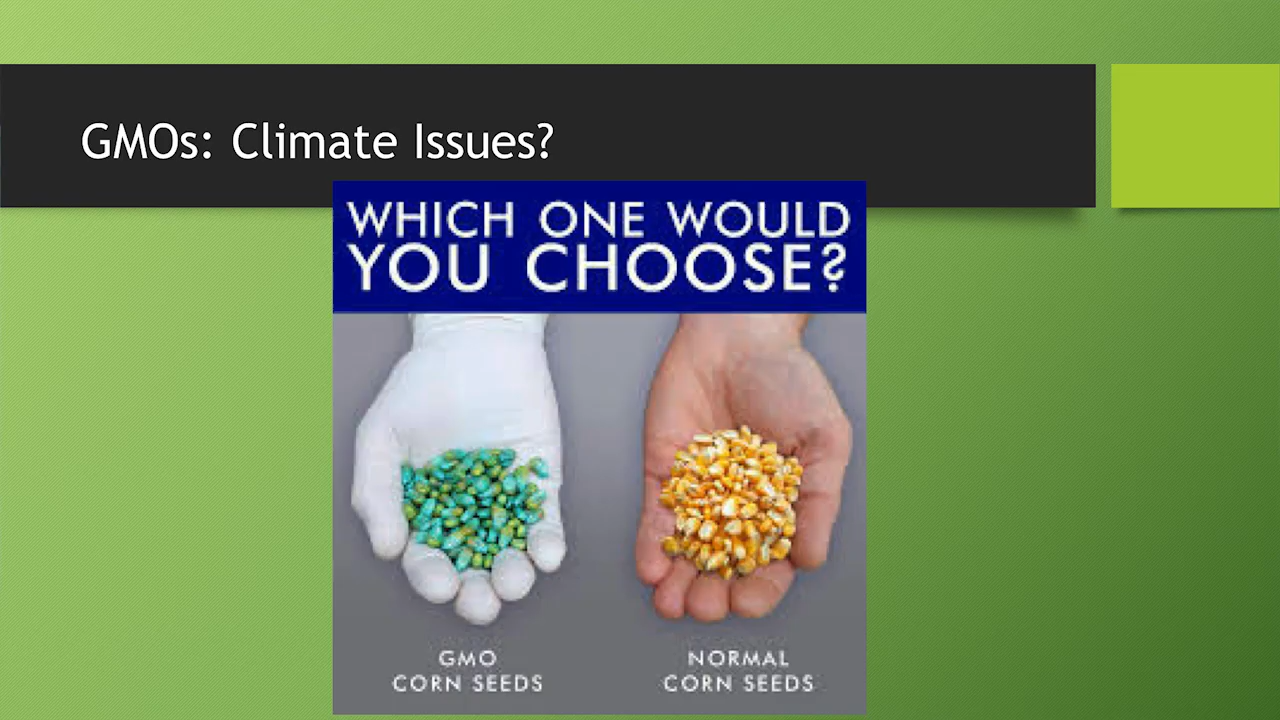 GMOs: Climate Issues?
WHICH ONE WOULD
YOU CHOOSE?
GMO
CORN SEEDS
NORMAL
CORN SEEDS